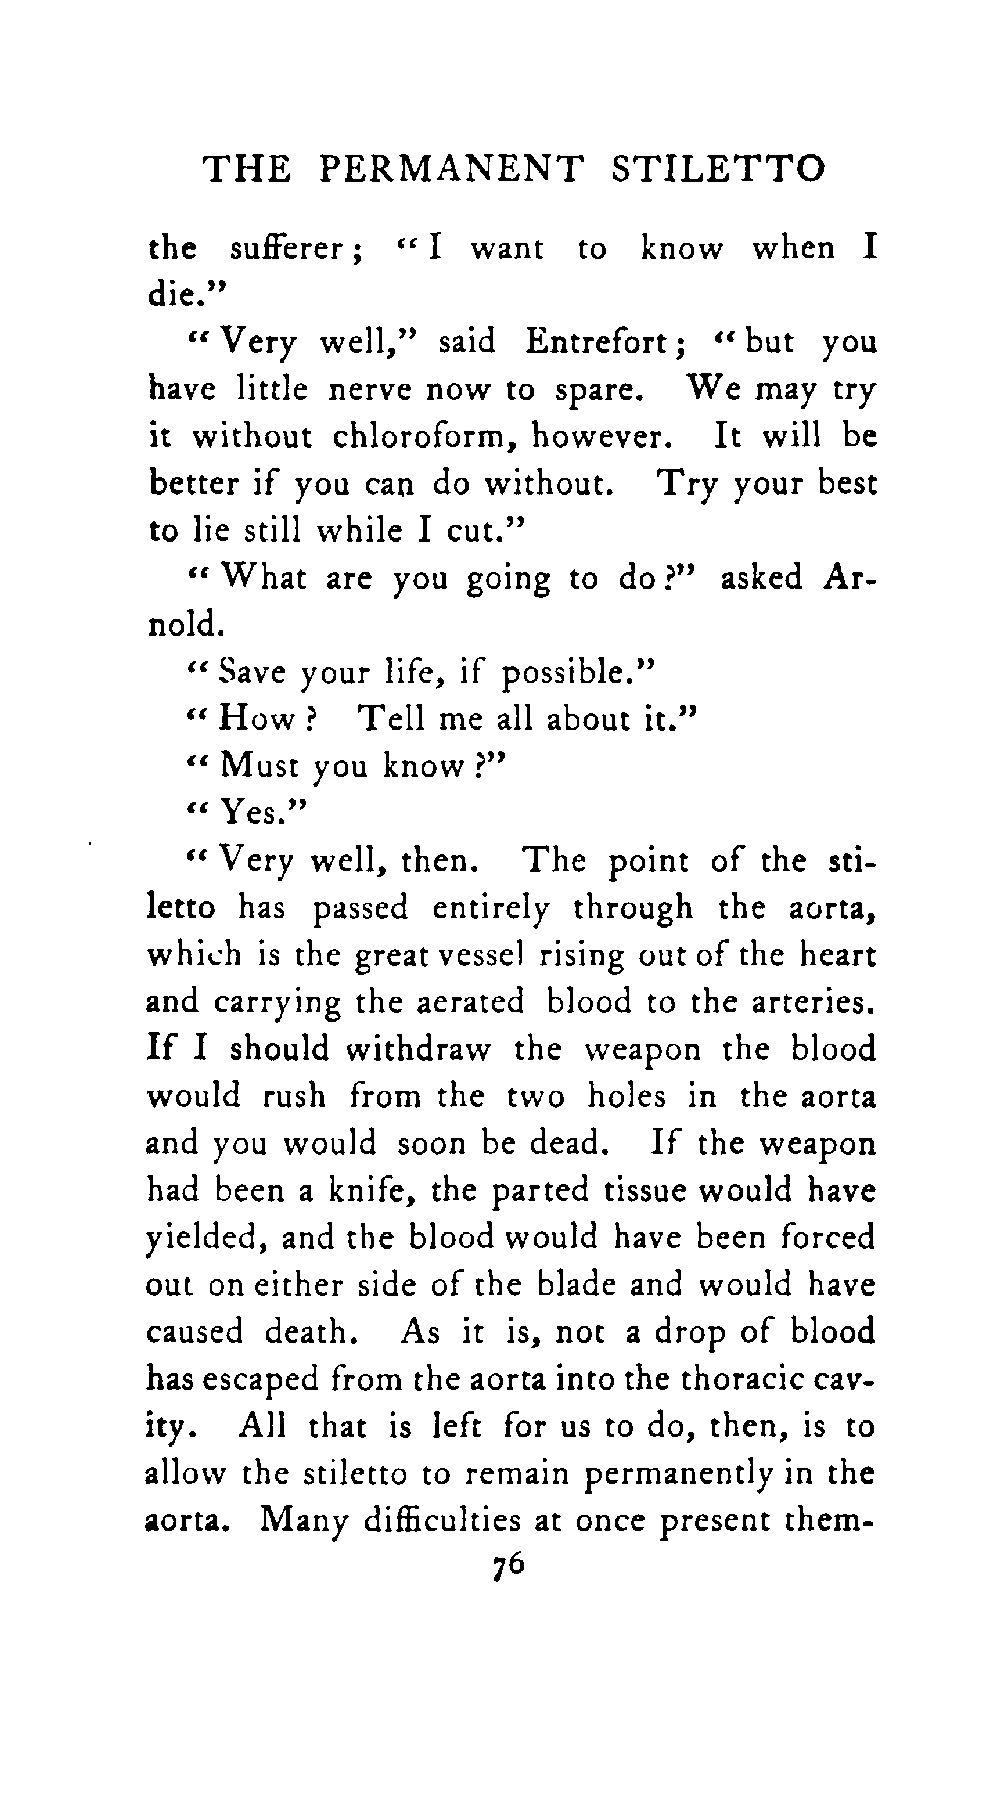 THE PERMANENT STILETTO
the sufferer; "I want to know when I
die."
"Very well," said Entrefort; "but you
have little nerve now to spare. We may try
it without chloroform, however. It will be
better if you can do without. Try your best
to lie still while I cut."
"What are you going to do?" asked Ar-
nold.
"Save your life, if possible."
"How? Tell me all about it."
"Must you know?"
"Yes."
"Very well, then. The point of the sti-
letto has passed entirely through the aorta,
which is the great vessel rising out of the heart
and carrying the aerated blood to the arteries.
If I should withdraw the weapon the blood
would rush from the two holes in the aorta
and you would soon be dead. If the weapon
had been a knife, the parted tissue would have
yielded, and the blood would have been forced
out on either side of the blade and would have
caused death. As it is, not a drop of blood
has escaped from the aorta into the thoracic cav-
ity. All that is left for us to do, then, is to
allow the stiletto to remain permanently in the
aorta. Many difficulties at once present them-
76